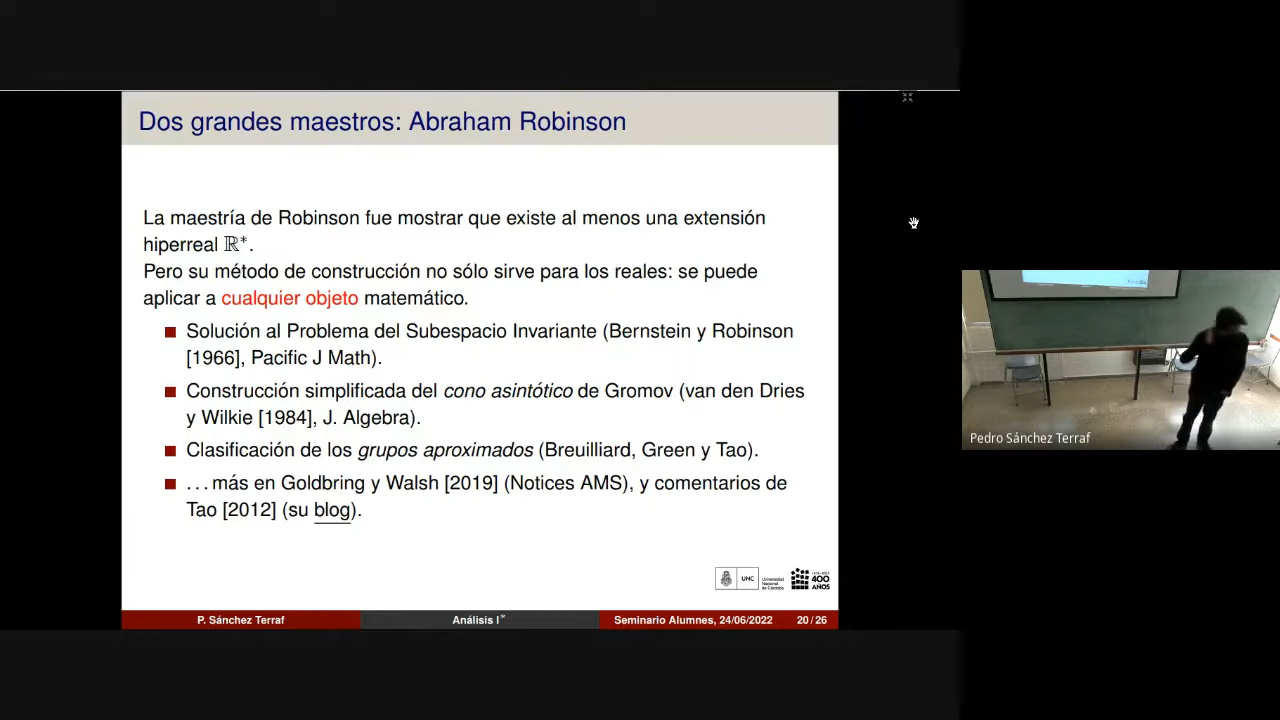 Dos grandes maestros: Abraham Robinson
La maestría de Robinson fue mostrar que existe al menos una extensión
hiperreal ℝ*.
Pero su método de construcción no sólo sirve para los reales: se puede
aplicar a cualquier objeto matemático.
Solución al Problema del Subespacio Invariante (Bernstein y Robinson
[1966], Pacific J Math).
Construcción simplificada del cono asintótico de Gromov (van den Dries
y Wilkie [1984], J. Algebra).
Clasificación de los grupos aproximados (Breuilliard, Green y Tao).
...más en Goldbring y Walsh [2019] (Notices AMS), y comentarios de
Tao [2012] (su blog).
UNC
Universidad
Nacional
de Córdoba
400
AÑOS
P. Sánchez Terraf
Análisis I*
Seminario Alumnes, 24/06/2022
20 / 26
Pedro Sánchez Terraf